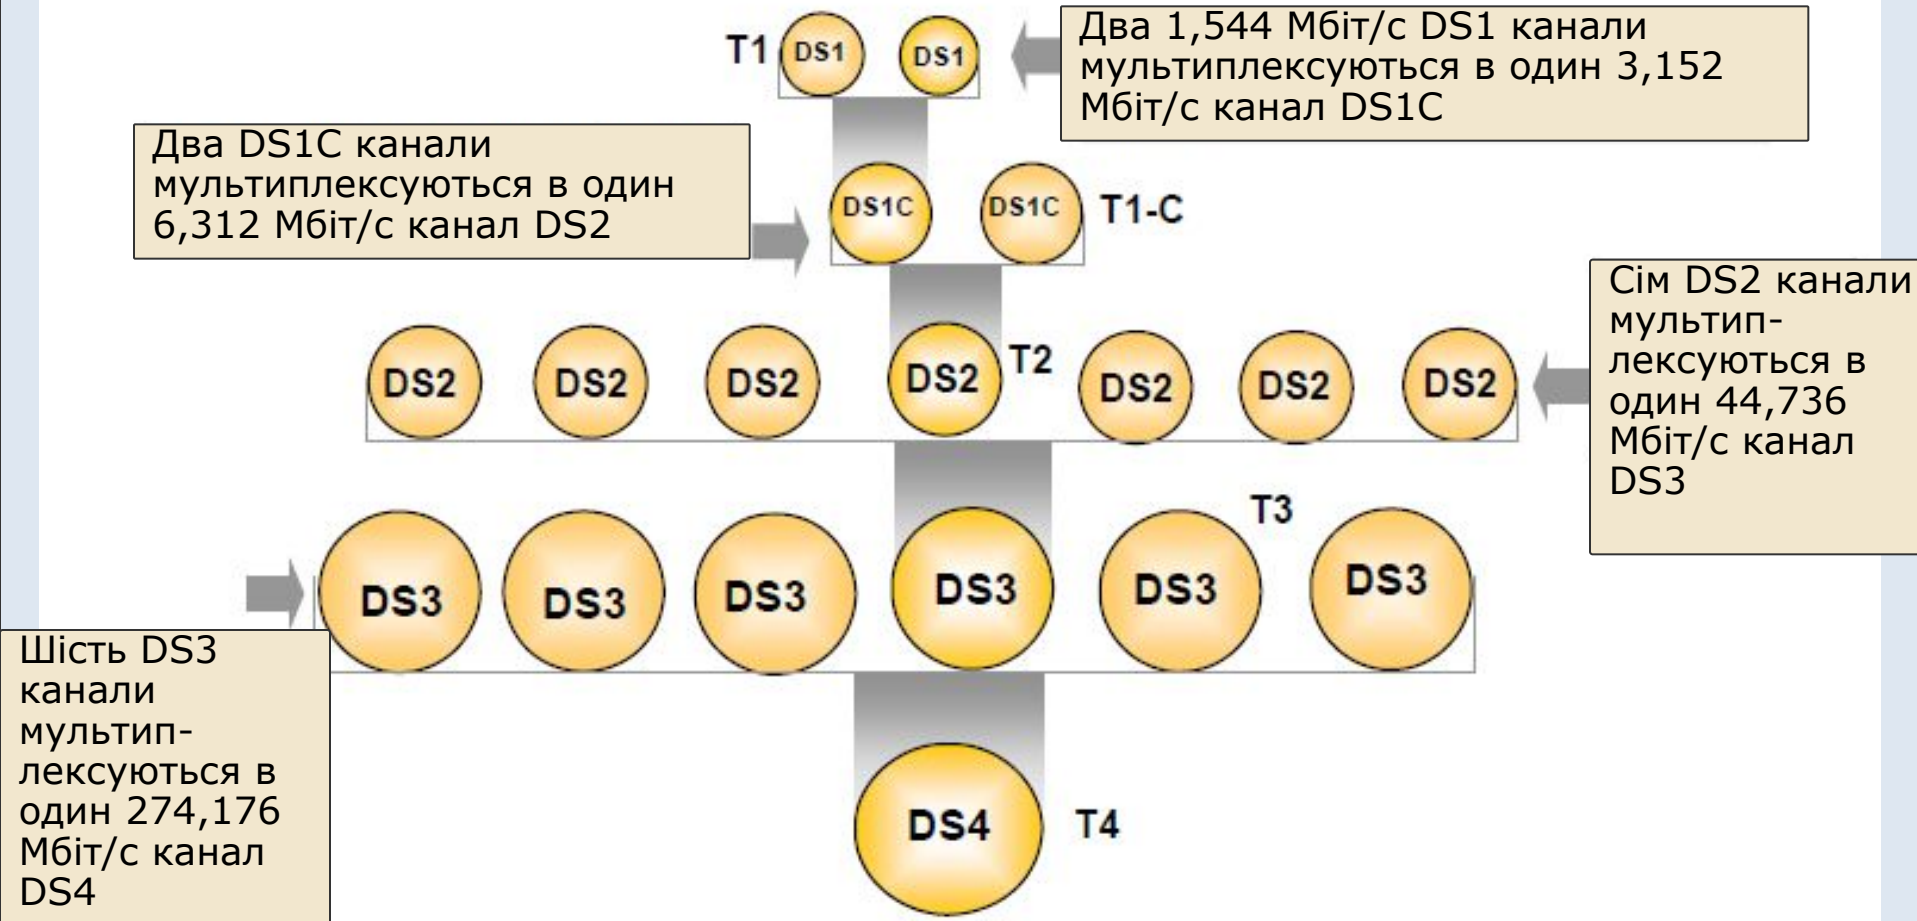 T1 DS1 DS1
Два 1,544 Мбіт/с DS1 канали
мультиплексуються в один 3,152
Мбіт/с канал DS1C
Два DS1C канали
мультиплексуються в один
6,312 Мбіт/с канал DS2
DS1C DS1C T1-C
Сім DS2 канали
мультип-
лексуються в
один 44,736
Мбіт/с канал
DS3
DS2 DS2 DS2 DS2 T2 DS2 DS2 DS2
T3
DS3 DS3 DS3 DS3 DS3 DS3
Шість DS3
канали
мультип-
лексуються в
один 274,176
Мбіт/с канал
DS4
DS4 T4